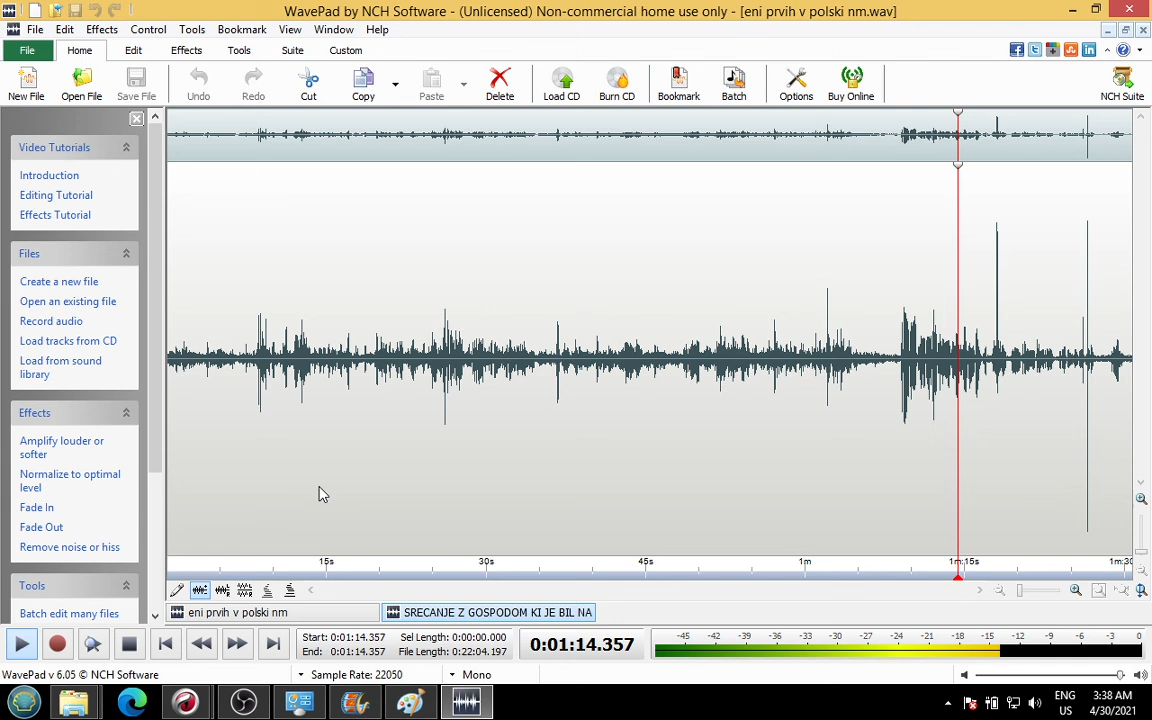 WavePad by NCH Software - (Unlicensed) Non-commercial home use only - [eni prvih v polski nm.wav]
File Edit Effects Control Tools Bookmark View Window Help
File Home Edit Effects Tools Suite Custom
New File Open File Save File Undo Redo Cut Copy Paste Delete Load CD Burn CD Bookmark Batch Options Buy Online NCH Suite
Video Tutorials
Introduction
Editing Tutorial
Effects Tutorial
Files
Create a new file
Open an existing file
Record audio
Load tracks from CD
Load from sound
library
Effects
Amplify louder or
softer
Normalize to optimal
level
Fade In
Fade Out
Remove noise or hiss
Tools
Batch edit many files
15s 30s 45s 1m 1m:15s 1m:30
eni prvih v polski nm SRECANJE Z GOSPODOM KI JE BIL NA
Start: 0:01:14.357 Sel Length: 0:00:00.000
End: 0:01:14.357 File Length: 0:22:04.197
0:01:14.357
-45 -42 -39 -36 -33 -30 -27 -24 -21 -18 -15 -12 -9 -6 -3 0
WavePad v 6.05 © NCH Software Sample Rate: 22050 Mono
ENG 3:38 AM
US 4/30/2021